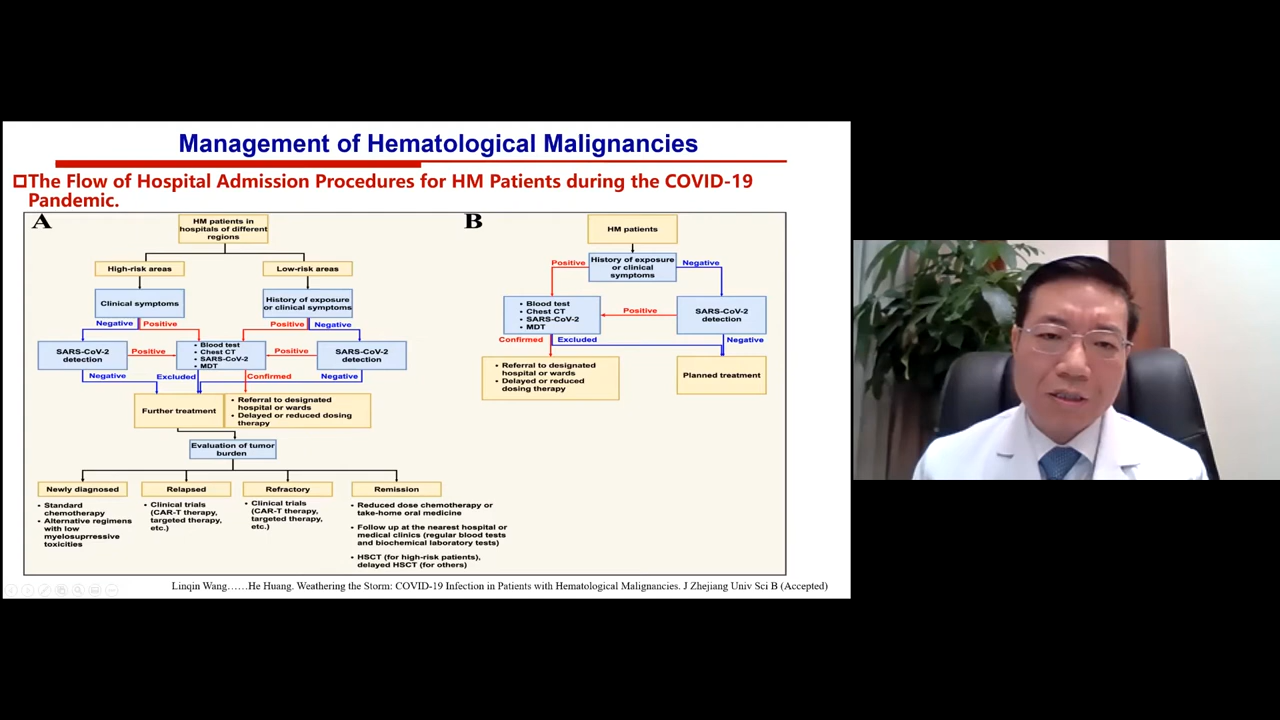 Management of Hematological Malignancies
The Flow of Hospital Admission Procedures for HM Patients during the COVID-19
Pandemic.
A
HM patients in
hospitals of different
regions
High-risk areas
Low-risk areas
Clinical symptoms
History of exposure
or clinical symptoms
Negative
Positive
Positive
Negative
SARS-CoV-2
detection
Positive
• Blood test
• Chest CT
• SARS-COV-2
• MDT
Positive
SARS-CoV-2
detection
Negative
Excluded
Confirmed
Negative
Further treatment
• Referral to designated
hospital or wards
• Delayed or reduced dosing
therapy
Evaluation of tumor
burden
Newly diagnosed
Relapsed
Refractory
Remission
• Standard
chemotherapy
• Alternative regimens
with low
myelosuprressive
toxicities
• Clinical trials
(CAR-T therapy,
targeted therapy,
etc.)
• Clinical trials
(CAR-T therapy,
targeted therapy,
etc.)
• Reduced dose chemotherapy or
take-home oral medicine
• Follow up at the nearest hospital or
medical clinics (regular blood tests
and biochemical laboratory tests)
• HSCT (for high-risk patients),
delayed HSCT (for others)
B
HM patients
Positive
History of exposure
or clinical
symptoms
Negative
• Blood test
• Chest CT
• SARS-COV-2
• MDT
Positive
SARS-CoV-2
detection
Confirmed
Excluded
Negative
• Referral to designated
hospital or wards
• Delayed or reduced
dosing therapy
Planned treatment
Linqin Wang……He Huang. Weathering the Storm: COVID-19 Infection in Patients with Hematological Malignancies. J Zhejiang Univ Sci B (Accepted)